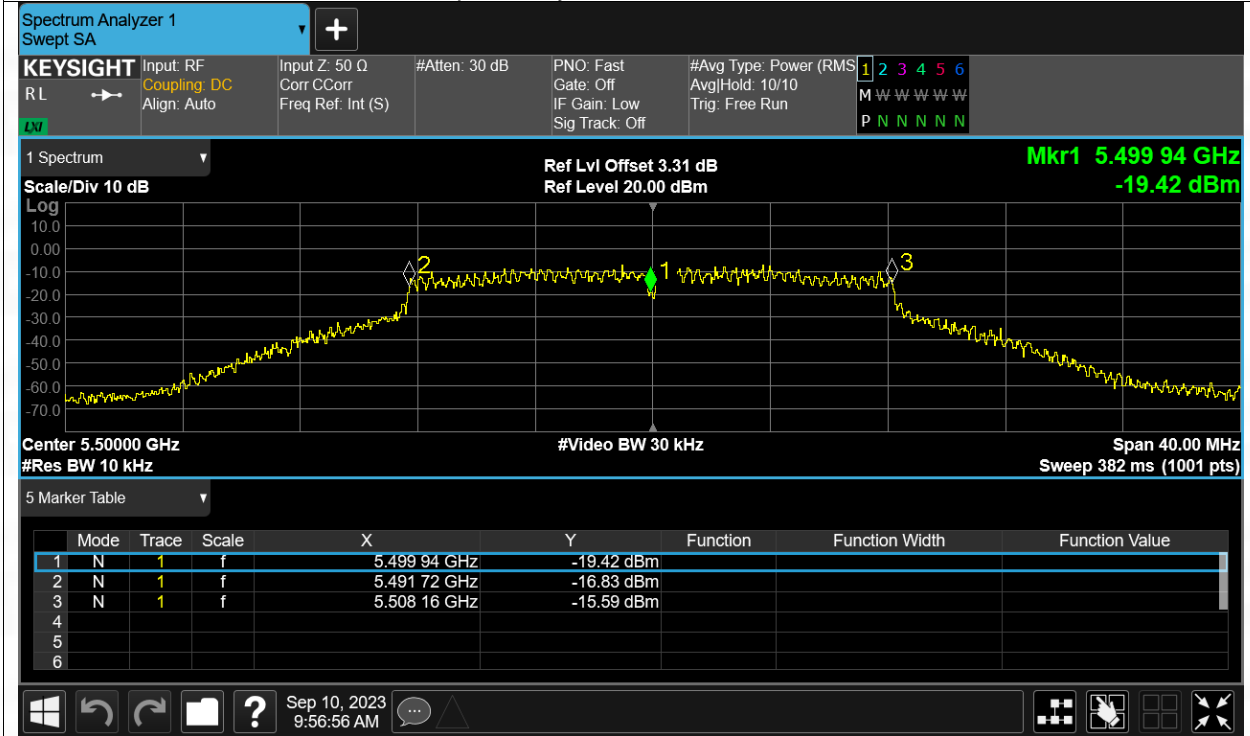 Spectrum Analyzer 1
Swept SA
+
KEYSIGHT Input: RF Input Z: 50 Ω #Atten: 30 dB PNO: Fast #Avg Type: Power (RMS 1 2 3 4 5 6
R L Coupling: DC Corr CCorr Gate: Off Avg|Hold: 10/10 M W W W W W
Align: Auto Freq Ref: Int (S) IF Gain: Low Trig: Free Run
LXI Sig Track: Off P N N N N N
1 Spectrum
Ref Lvl Offset 3.31 dB
Mkr1 5.499 94 GHz
Scale/Div 10 dB Ref Level 20.00 dBm -19.42 dBm
Log
10.0
0.00
-10.0
-20.0
-30.0
-40.0
-50.0
-60.0
-70.0
2
1
3
Center 5.50000 GHz #Video BW 30 kHz Span 40.00 MHz
#Res BW 10 kHz Sweep 382 ms (1001 pts)
5 Marker Table
Mode Trace Scale X Y Function Function Width Function Value
1 N 1 f 5.499 94 GHz -19.42 dBm
2 N 1 f 5.491 72 GHz -16.83 dBm
3 N 1 f 5.508 16 GHz -15.59 dBm
4
5
6
? Sep 10, 2023
9:56:56 AM